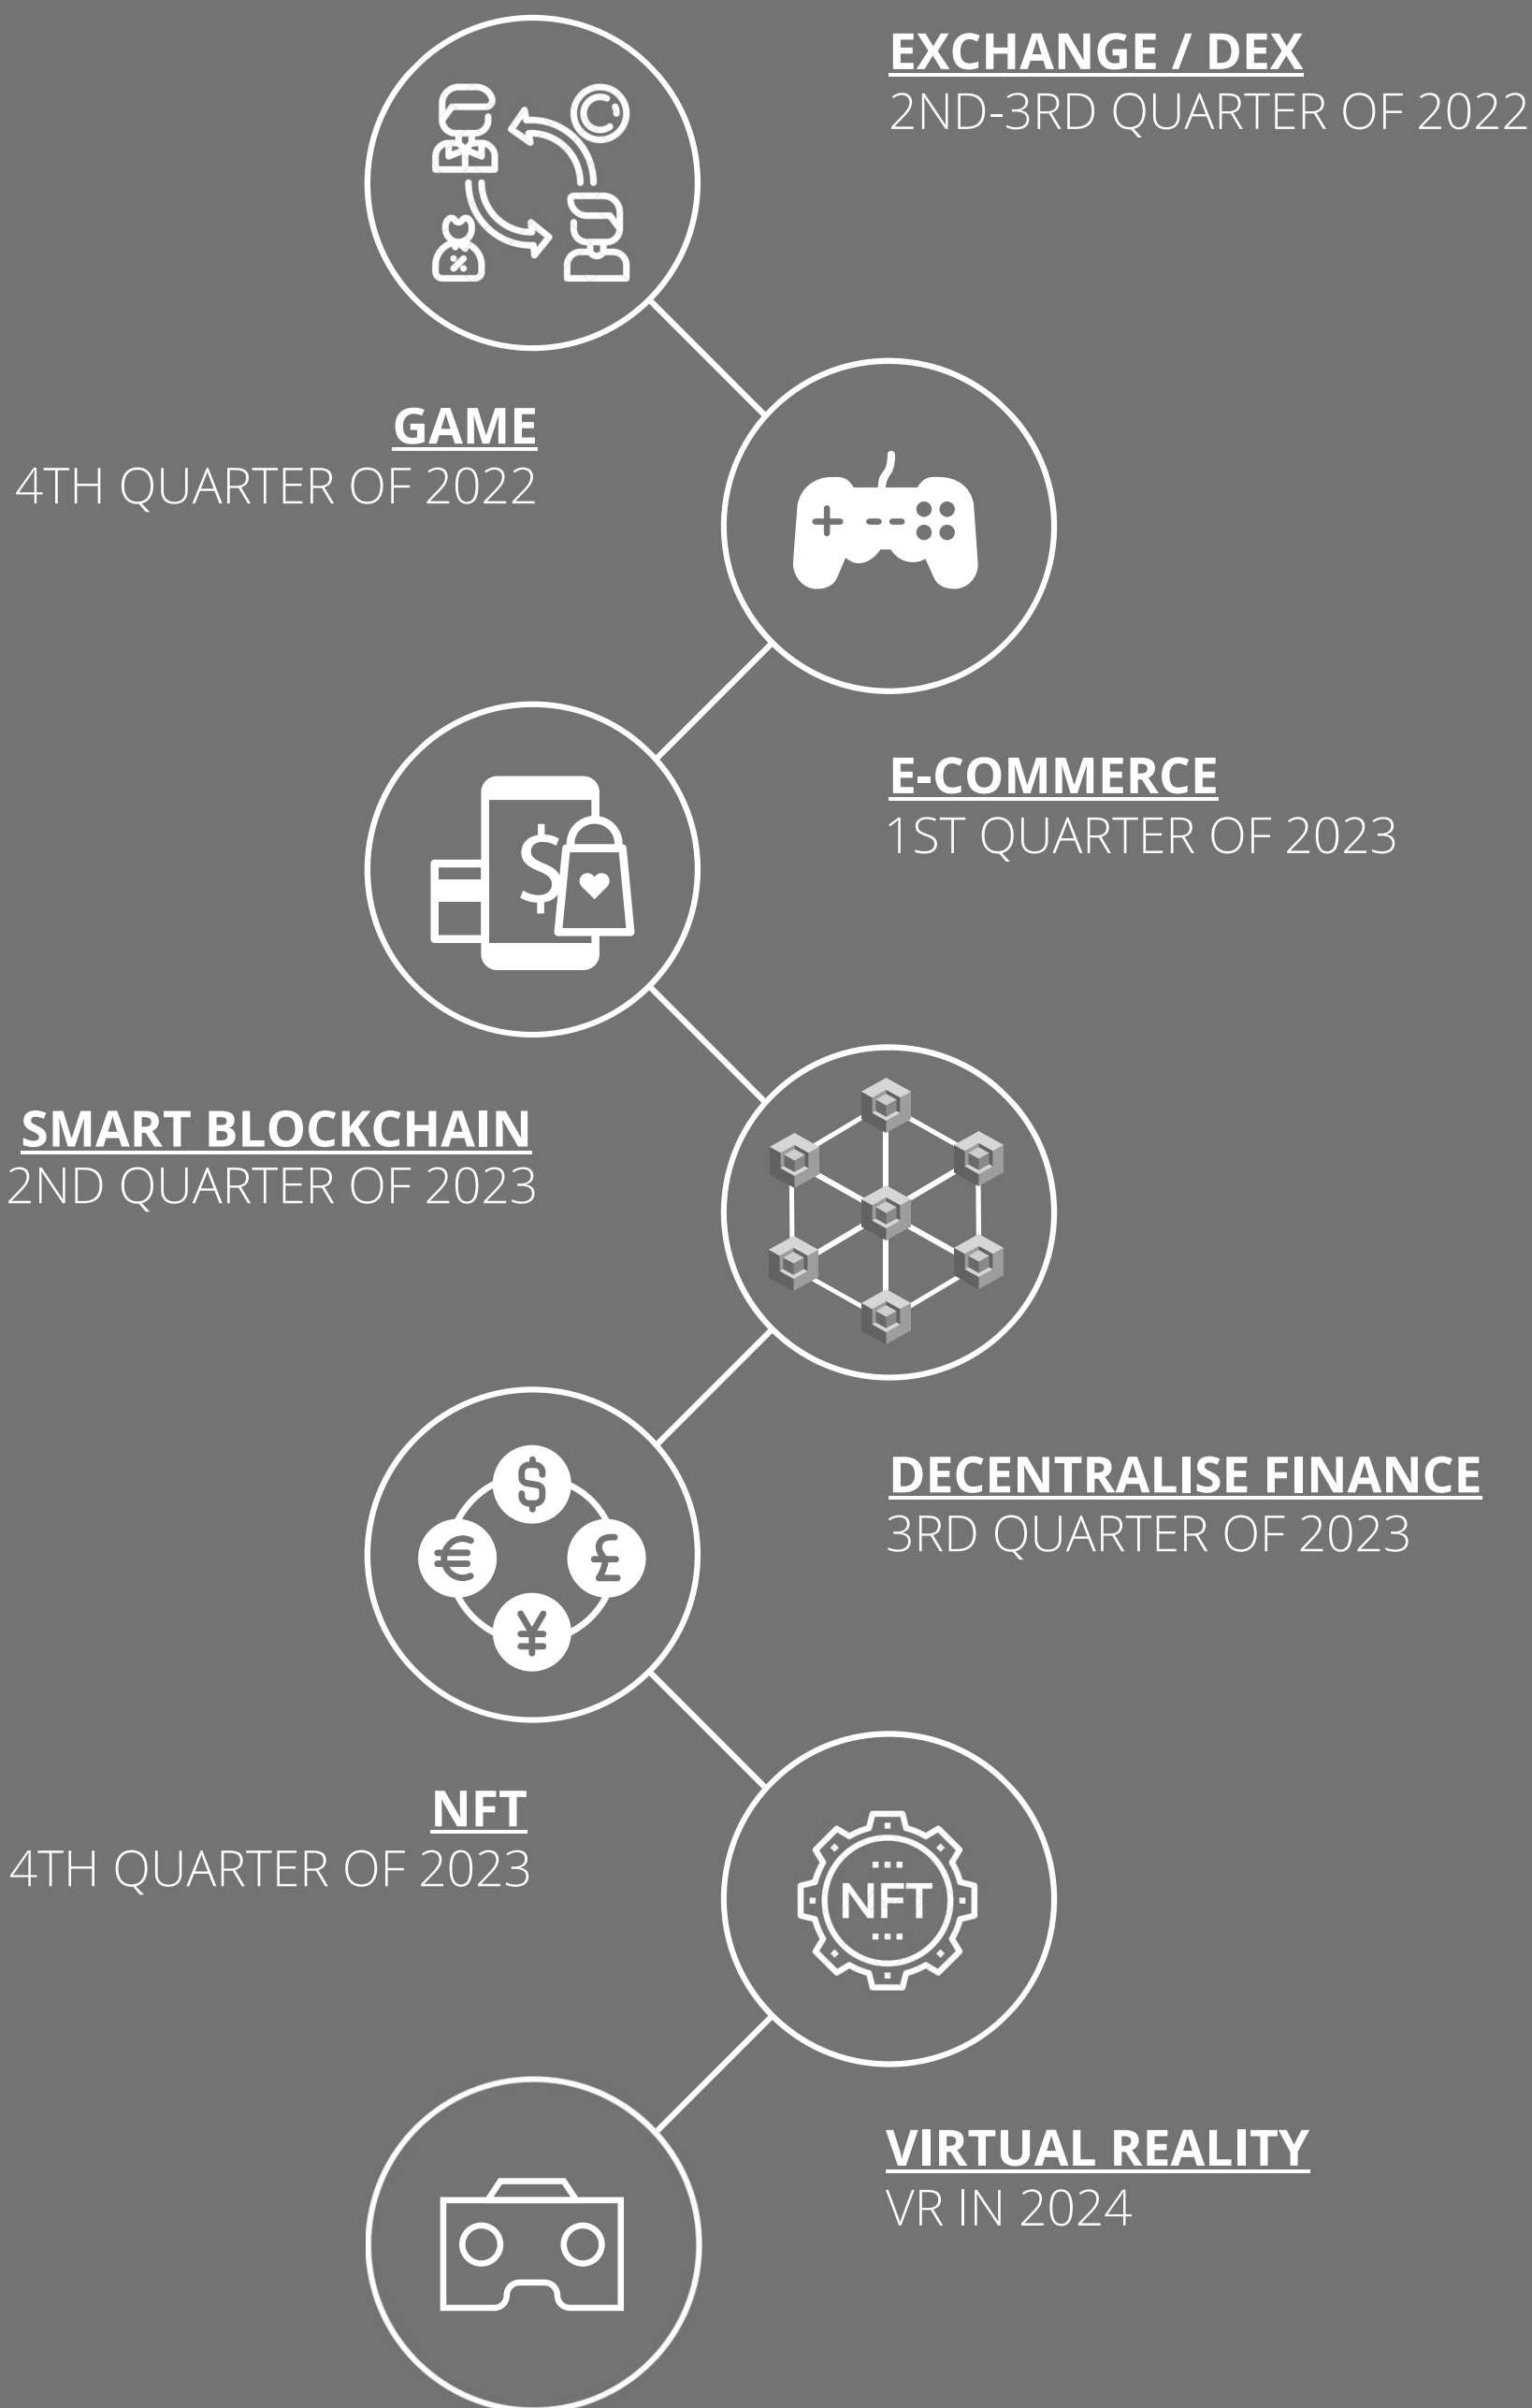 EXCHANGE / DEX
2ND-3RD QUARTER OF 2022
GAME
4TH QUARTER OF 2022
E-COMMERCE
1ST QUARTER OF 2023
SMART BLOCKCHAIN
2ND QUARTER OF 2023
DECENTRALISE FINANCE
3RD QUARTER OF 2023
NFT
4TH QUARTER OF 2023
NFT
VIRTUAL REALITY
VR IN 2024